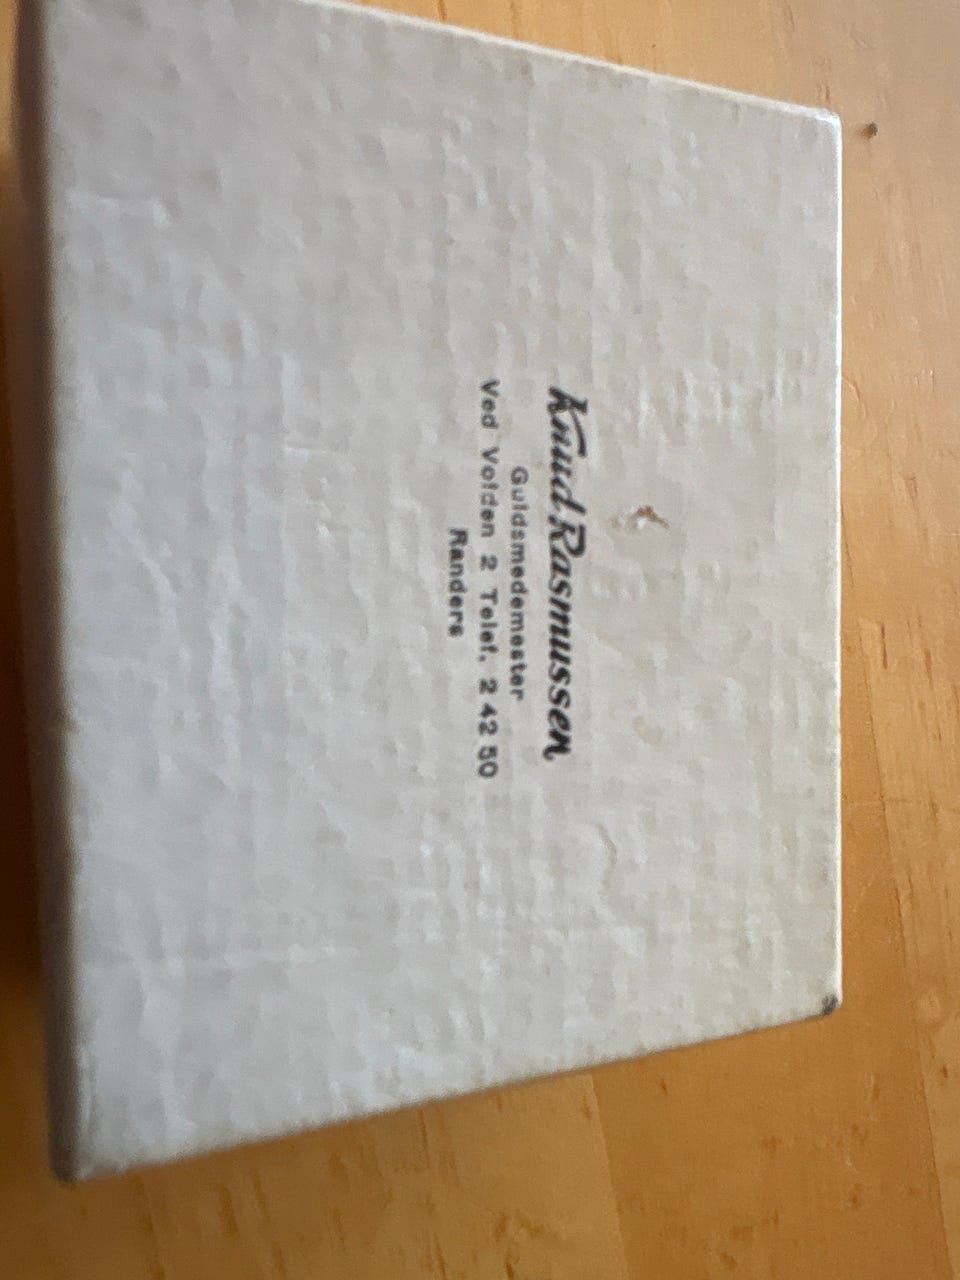 Knud Rasmussen
Guldsmedemester
Ved Volden 2 Telef. 2 42 50
Randers